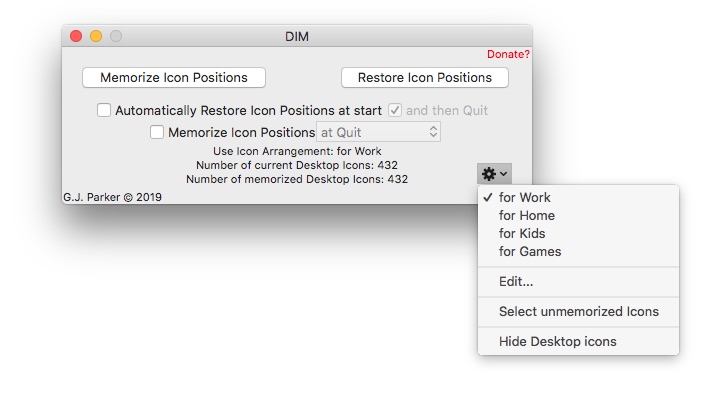 DIM
Donate?
Memorize Icon Positions
Restore Icon Positions
Automatically Restore Icon Positions at start
and then Quit
Memorize Icon Positions
at Quit
Use Icon Arrangement: for Work
Number of current Desktop Icons: 432
Number of memorized Desktop Icons: 432
G.J. Parker © 2019
for Work
for Home
for Kids
for Games
Edit...
Select unmemorized Icons
Hide Desktop icons